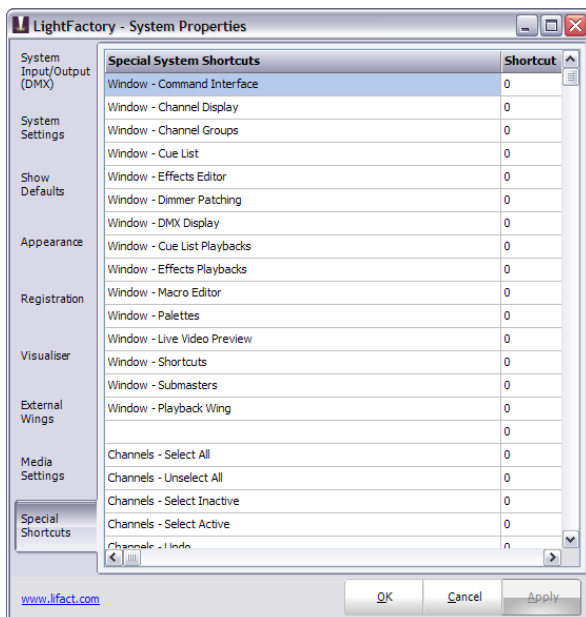 LightFactory - System Properties
System
Input/Output
(DMX)
System
Settings
Show
Defaults
Appearance
Registration
Visualiser
External
Wings
Media
Settings
Special
Shortcuts
Special System Shortcuts Shortcut
Window - Command Interface 0
Window - Channel Display 0
Window - Channel Groups 0
Window - Cue List 0
Window - Effects Editor 0
Window - Dimmer Patching 0
Window - DMX Display 0
Window - Cue List Playbacks 0
Window - Effects Playbacks 0
Window - Macro Editor 0
Window - Palettes 0
Window - Live Video Preview 0
Window - Shortcuts 0
Window - Submasters 0
Window - Playback Wing 0
0
Channels - Select All 0
Channels - Unselect All 0
Channels - Select Inactive 0
Channels - Select Active 0
Channels - Undo 0
www.lifact.com
OK Cancel Apply